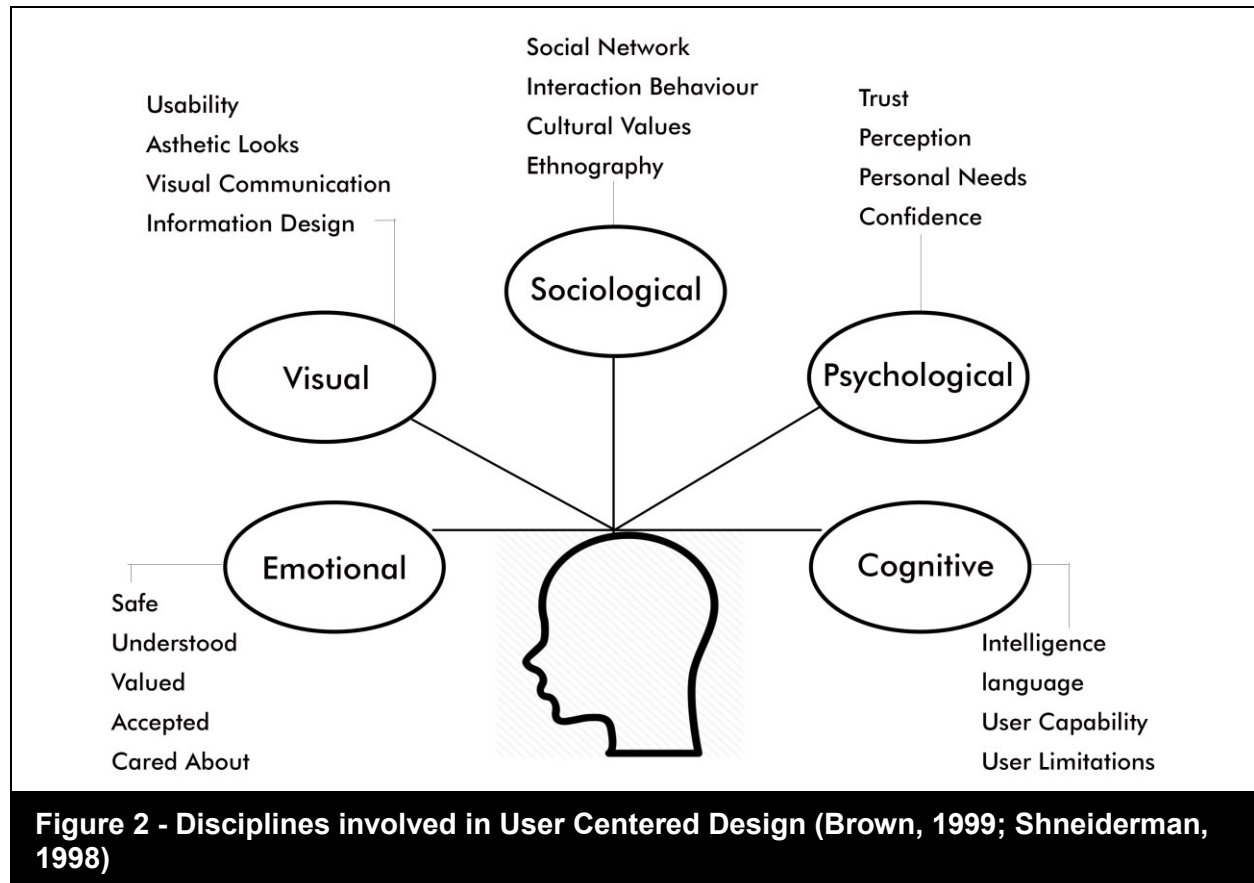 Social Network
Interaction Behaviour
Cultural Values
Ethnography
Usability
Asthetic Looks
Visual Communication
Information Design
Trust
Perception
Personal Needs
Confidence
Sociological
Visual
Psychological
Emotional
Cognitive
Safe
Understood
Valued
Accepted
Cared About
Intelligence
language
User Capability
User Limitations
Figure 2 - Disciplines involved in User Centered Design (Brown, 1999; Shneiderman,
1998)